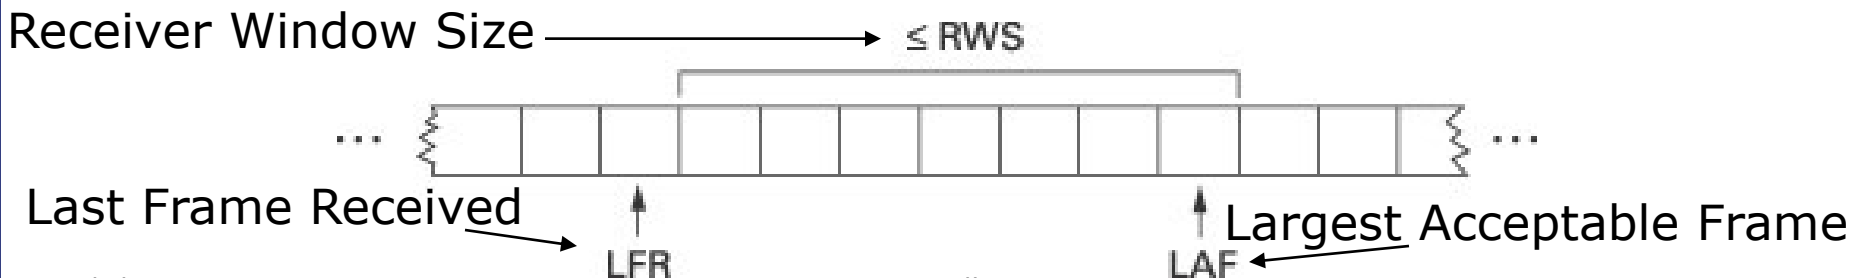 Receiver Window Size
≤ RWS
...
...
Last Frame Received
LFR
LAF
Largest Acceptable Frame